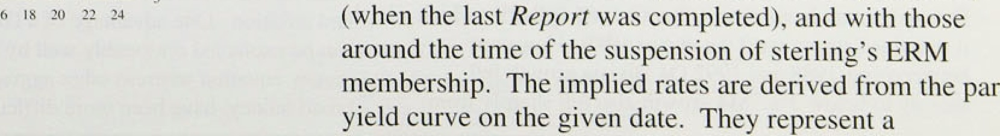 6 18 20 22 24
(when the last Report was completed), and with those
around the time of the suspension of sterling's ERM
membership. The implied rates are derived from the par
yield curve on the given date. They represent a